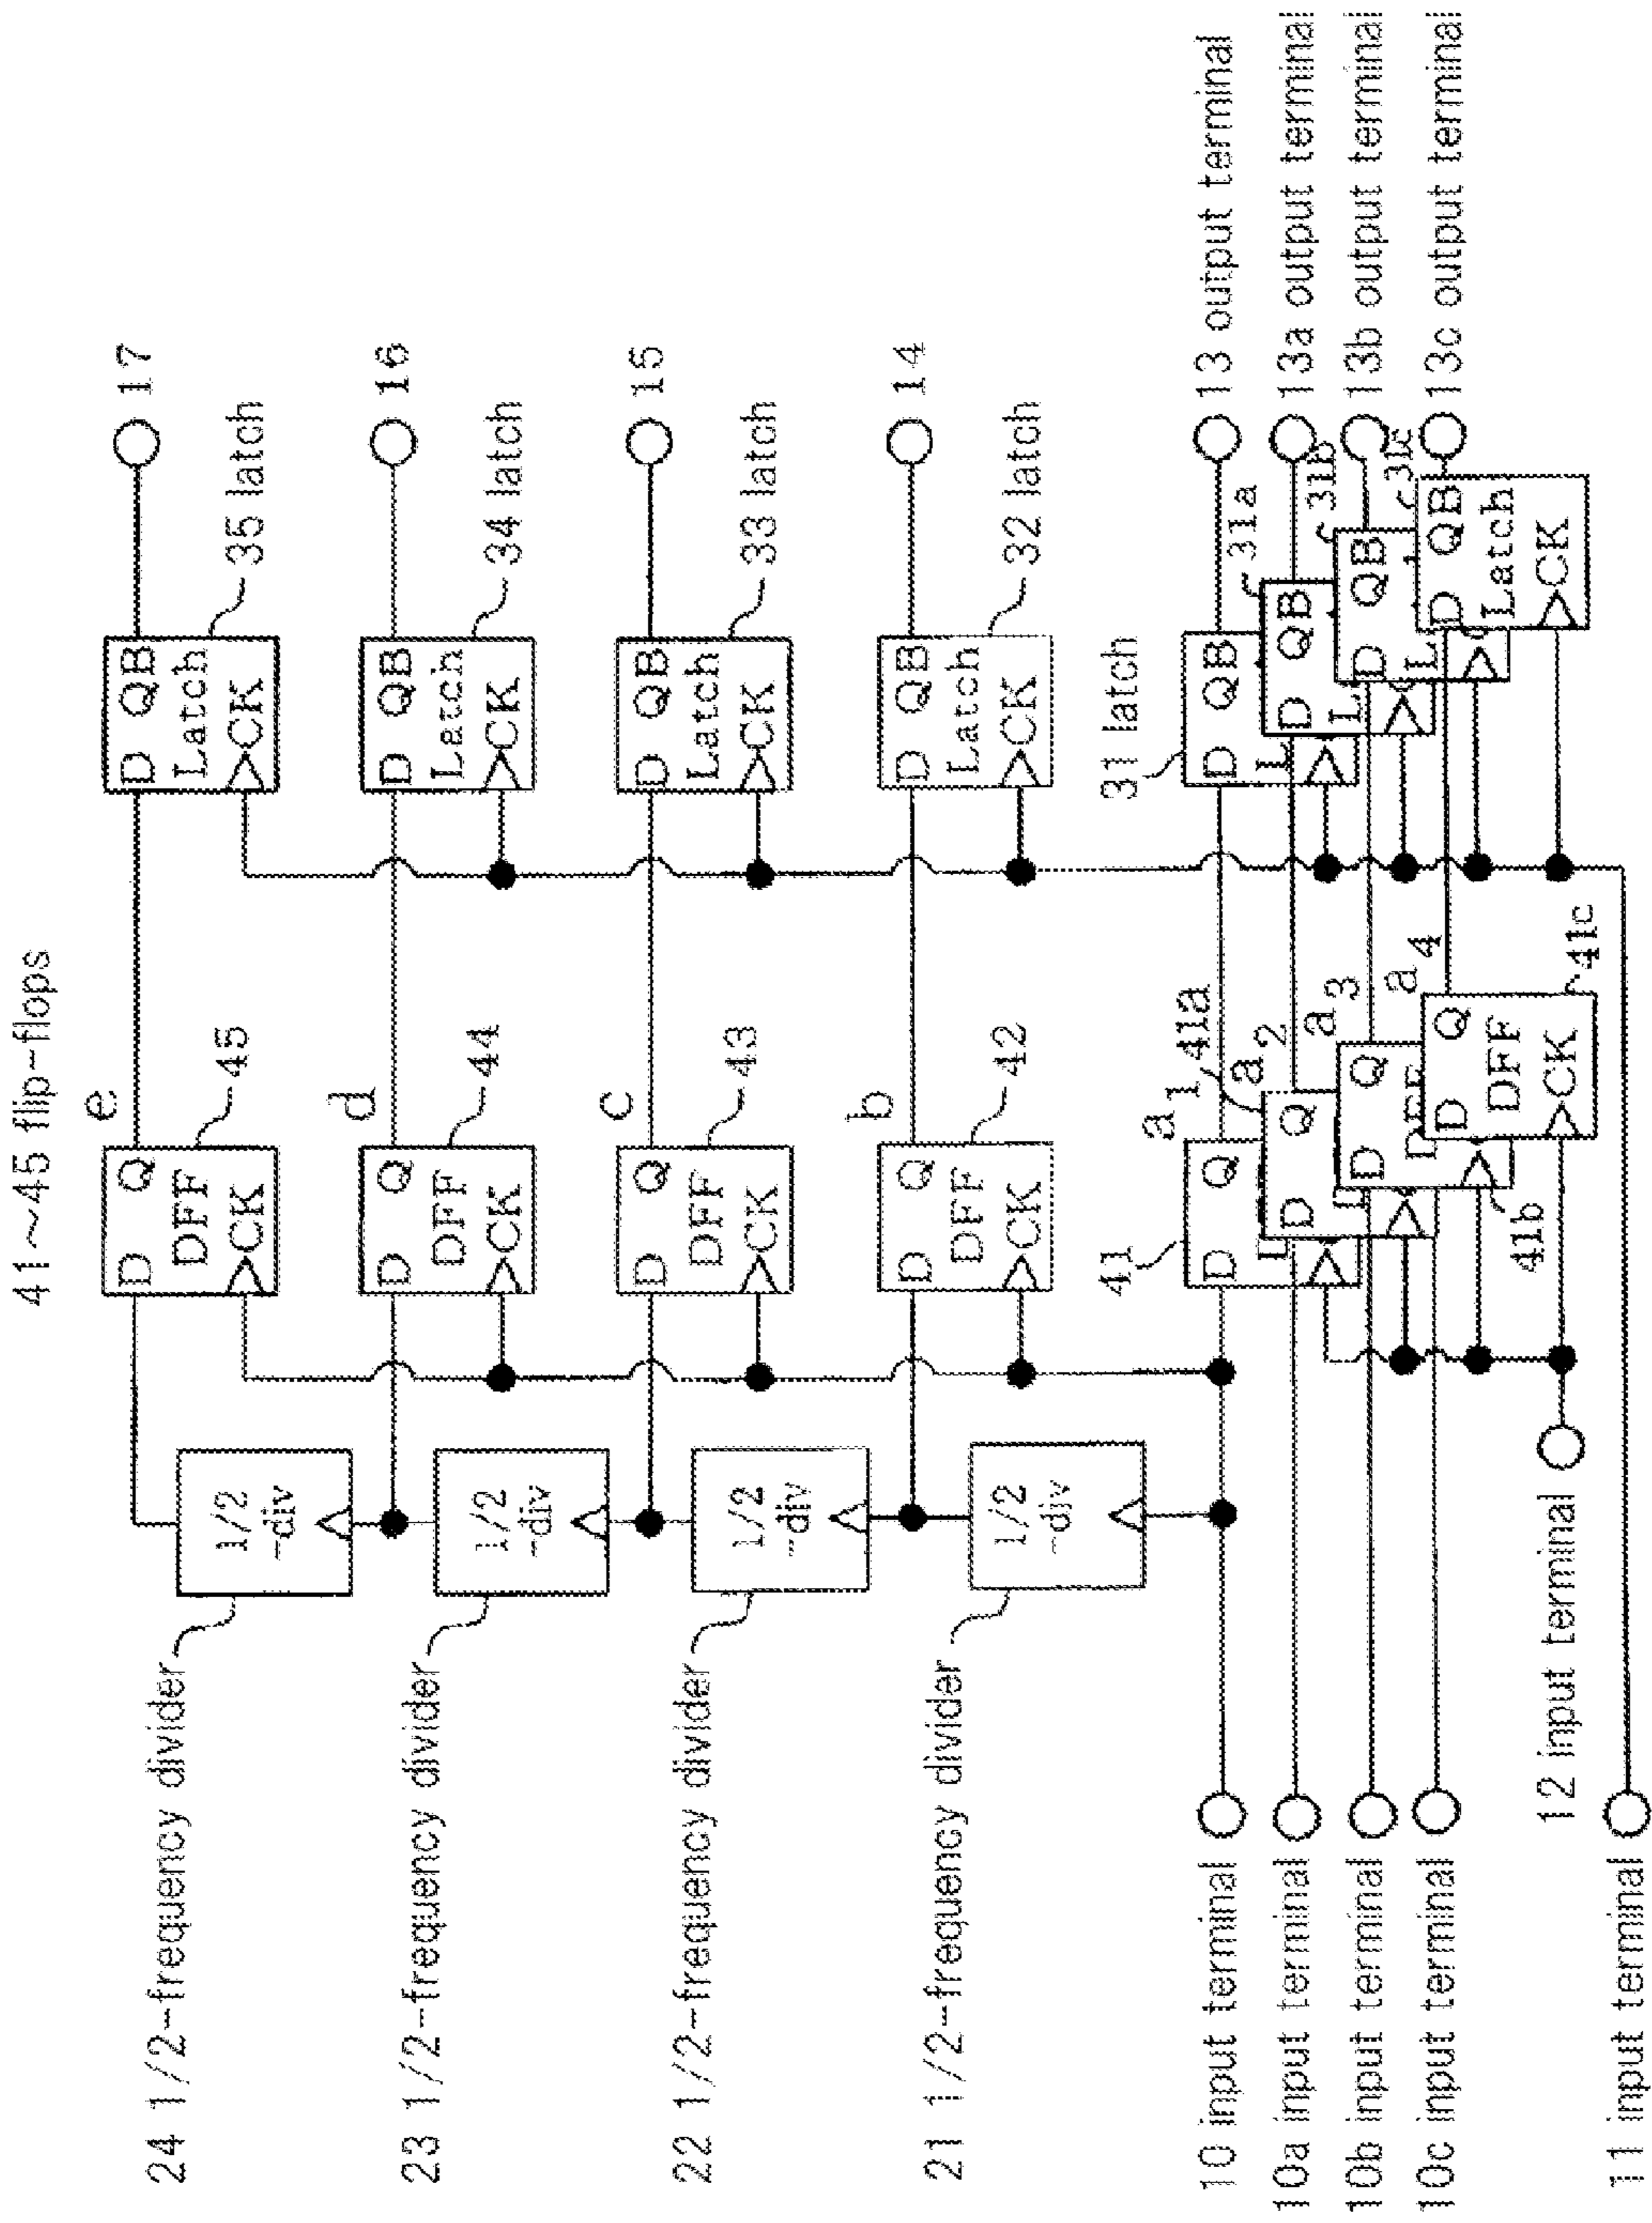 41~45 flip-flops
24 1/2-frequency divider
1/2
-div
e
D Q
DFF
CK
45
D QB
Latch
CK
35 latch
17
23 1/2-frequency divider
1/2
-div
d
D Q
DFF
CK
44
D QB
Latch
CK
34 latch
16
22 1/2-frequency divider
1/2
-div
c
D Q
DFF
CK
43
D QB
Latch
CK
33 latch
15
21 1/2-frequency divider
1/2
-div
b
D Q
DFF
CK
42
D QB
Latch
CK
32 latch
14
10 input terminal
41
D Q
a1
31 latch
D QB
L
13 output terminal
10a input terminal
41a
D Q
a2
31a
D QB
L
13a output terminal
10b input terminal
41b
D Q
a3
31b
D QB
L
13b output terminal
10c input terminal
41c
D Q
DFF
CK
a4
31c
D QB
Latch
CK
13c output terminal
12 input terminal
11 input terminal